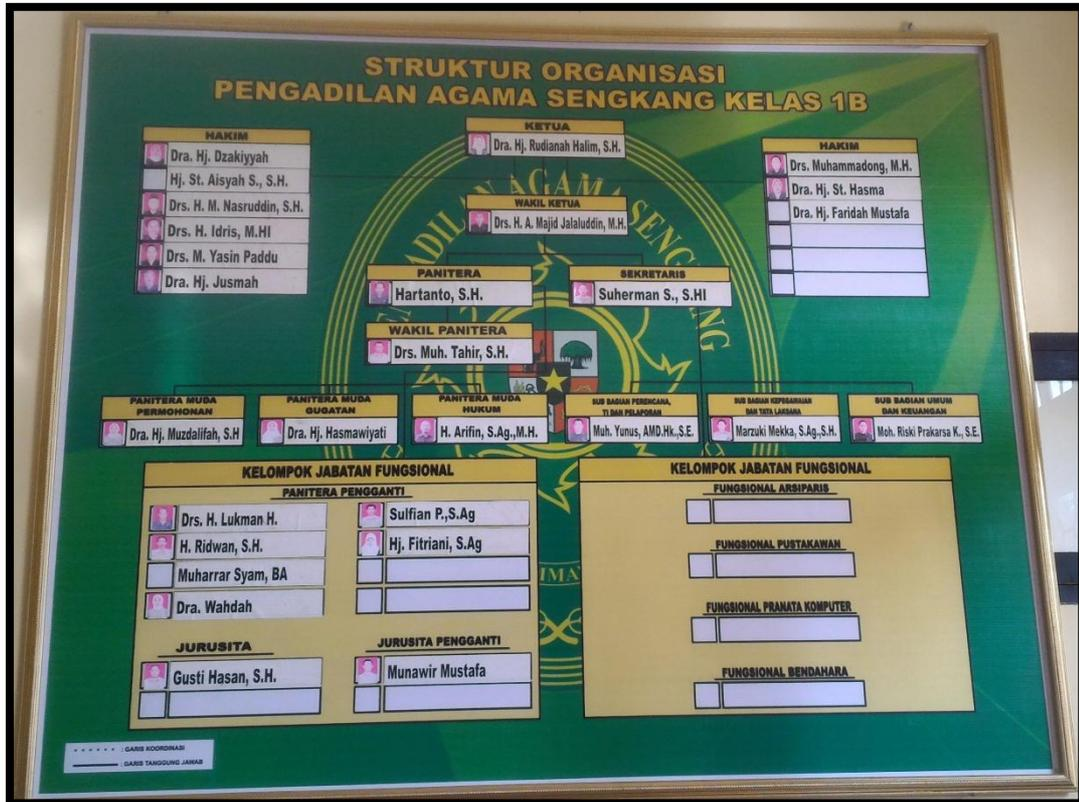 STRUKTUR ORGANISASI
PENGADILAN AGAMA SENGKANG KELAS 1B
HAKIM
Dra. Hj. Dzakiyyah
Hj. St. Aisyah S., S.H.
Drs. H. M. Nasruddin, S.H.
Drs. H. Idris, M.HI
Drs. M. Yasin Paddu
Dra. Hj. Jusmah
KETUA
Dra. Hj. Rudianah Halim, S.H.
WAKIL KETUA
Drs. H. A. Majid Jalaluddin, M.H.
HAKIM
Drs. Muhammadong, M.H.
Dra. Hj. St. Hasma
Dra. Hj. Faridah Mustafa
PANITERA
Hartanto, S.H.
SEKRETARIS
Suherman S., S.HI
WAKIL PANITERA
Drs. Muh. Tahir, S.H.
PANITERA MUDA
PERMOHONAN
Dra. Hj. Muzdalifah, S.H
PANITERA MUDA
GUGATAN
Dra. Hj. Hasmawiyati
PANITERA MUDA
HUKUM
H. Arifin, S.Ag.,M.H.
SUB BAGIAN PERENCANA,
TI DAN PELAPORAN
Muh. Yunus, AMD.Hk.,S.E.
SUB BAGIAN KEPEGAWAIAN
DAN TATA LAKSANA
Marzuki Mekka, S.Ag.,S.H.
SUB BAGIAN UMUM
DAN KEUANGAN
Moh. Riski Prakarsa K., S.E.
KELOMPOK JABATAN FUNGSIONAL
PANITERA PENGGANTI
Drs. H. Lukman H.
H. Ridwan, S.H.
Muharrar Syam, BA
Dra. Wahdah
Sulfian P.,S.Ag
Hj. Fitriani, S.Ag
JURUSITA
Gusti Hasan, S.H.
JURUSITA PENGGANTI
Munawir Mustafa
KELOMPOK JABATAN FUNGSIONAL
FUNGSIONAL ARSIPARIS
FUNGSIONAL PUSTAKAWAN
FUNGSIONAL PRANATA KOMPUTER
FUNGSIONAL BENDAHARA
: GARIS KOORDINASI
: GARIS TANGGUNG JAWAB